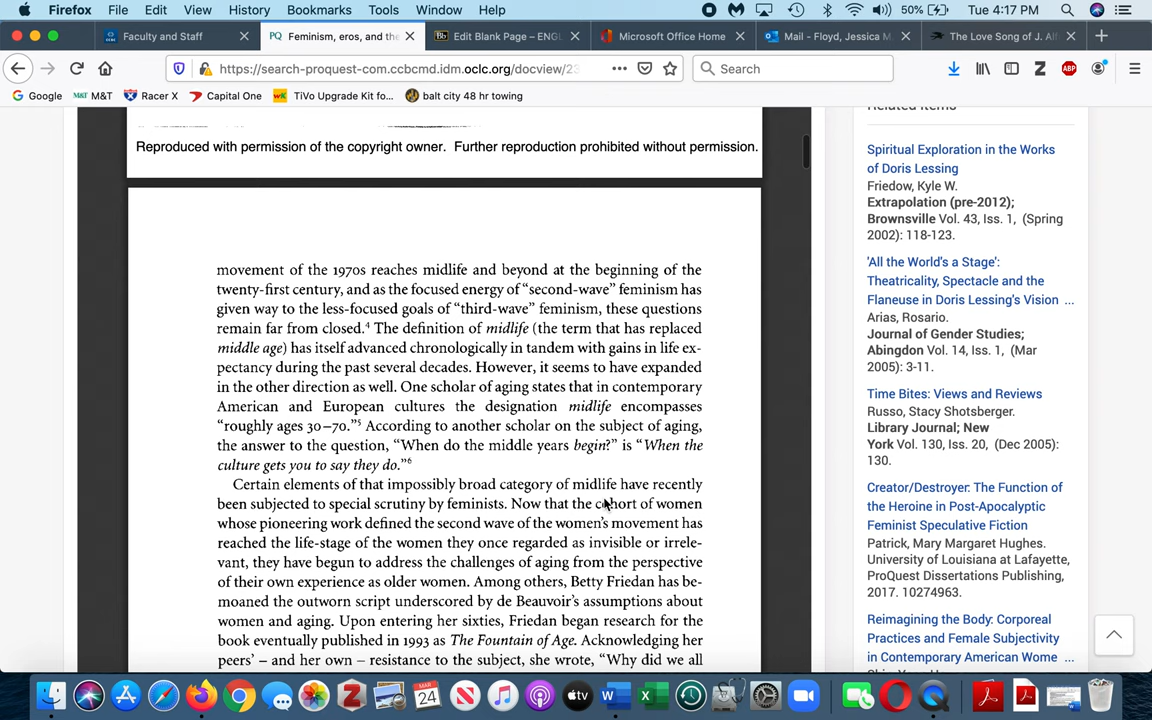 Firefox File Edit View History Bookmarks Tools Window Help 50% Tue 4:17 PM
Faculty and Staff PQ Feminism, eros, and the Bb Edit Blank Page – ENGL Microsoft Office Home Mail - Floyd, Jessica M The Love Song of J. Alf
https://search-proquest-com.ccbcmd.idm.oclc.org/docview/23 Search
Google M&T M&T Racer X Capital One TiVo Upgrade Kit fo... balt city 48 hr towing
Reproduced with permission of the copyright owner. Further reproduction prohibited without permission.
movement of the 1970s reaches midlife and beyond at the beginning of the
twenty-first century, and as the focused energy of “second-wave” feminism has
given way to the less-focused goals of “third-wave” feminism, these questions
remain far from closed.⁴ The definition of midlife (the term that has replaced
middle age) has itself advanced chronologically in tandem with gains in life ex-
pectancy during the past several decades. However, it seems to have expanded
in the other direction as well. One scholar of aging states that in contemporary
American and European cultures the designation midlife encompasses
“roughly ages 30–70.”⁵ According to another scholar on the subject of aging,
the answer to the question, “When do the middle years begin?” is “When the
culture gets you to say they do.”⁶
Certain elements of that impossibly broad category of midlife have recently
been subjected to special scrutiny by feminists. Now that the cohort of women
whose pioneering work defined the second wave of the women’s movement has
reached the life-stage of the women they once regarded as invisible or irrele-
vant, they have begun to address the challenges of aging from the perspective
of their own experience as older women. Among others, Betty Friedan has be-
moaned the outworn script underscored by de Beauvoir’s assumptions about
women and aging. Upon entering her sixties, Friedan began research for the
book eventually published in 1993 as The Fountain of Age. Acknowledging her
peers’ – and her own – resistance to the subject, she wrote, “Why did we all
Related items
Spiritual Exploration in the Works
of Doris Lessing
Friedow, Kyle W.
Extrapolation (pre-2012);
Brownsville Vol. 43, Iss. 1, (Spring
2002): 118-123.
'All the World's a Stage':
Theatricality, Spectacle and the
Flaneuse in Doris Lessing's Vision ...
Arias, Rosario.
Journal of Gender Studies;
Abingdon Vol. 14, Iss. 1, (Mar
2005): 3-11.
Time Bites: Views and Reviews
Russo, Stacy Shotsberger.
Library Journal; New
York Vol. 130, Iss. 20, (Dec 2005):
130.
Creator/Destroyer: The Function of
the Heroine in Post-Apocalyptic
Feminist Speculative Fiction
Patrick, Mary Margaret Hughes.
University of Louisiana at Lafayette,
ProQuest Dissertations Publishing,
2017. 10274963.
Reimagining the Body: Corporeal
Practices and Female Subjectivity
in Contemporary American Wome ...